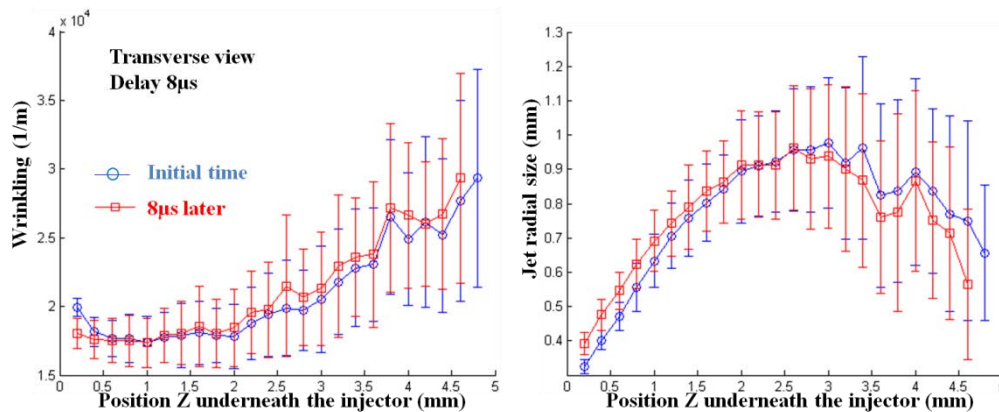 x 10⁴
4
3.5
3
2.5
2
1.5
Wrinkling (1/m)
Transverse view
Delay 8µs
Initial time
8µs later
0 0.5 1 1.5 2 2.5 3 3.5 4 4.5 5
Position Z underneath the injector (mm)
1.3
1.2
1.1
1
0.9
0.8
0.7
0.6
0.5
0.4
Jet radial size (mm)
0 0.5 1 1.5 2 2.5 3 3.5 4 4.5 5
Position Z underneath the injector (mm)